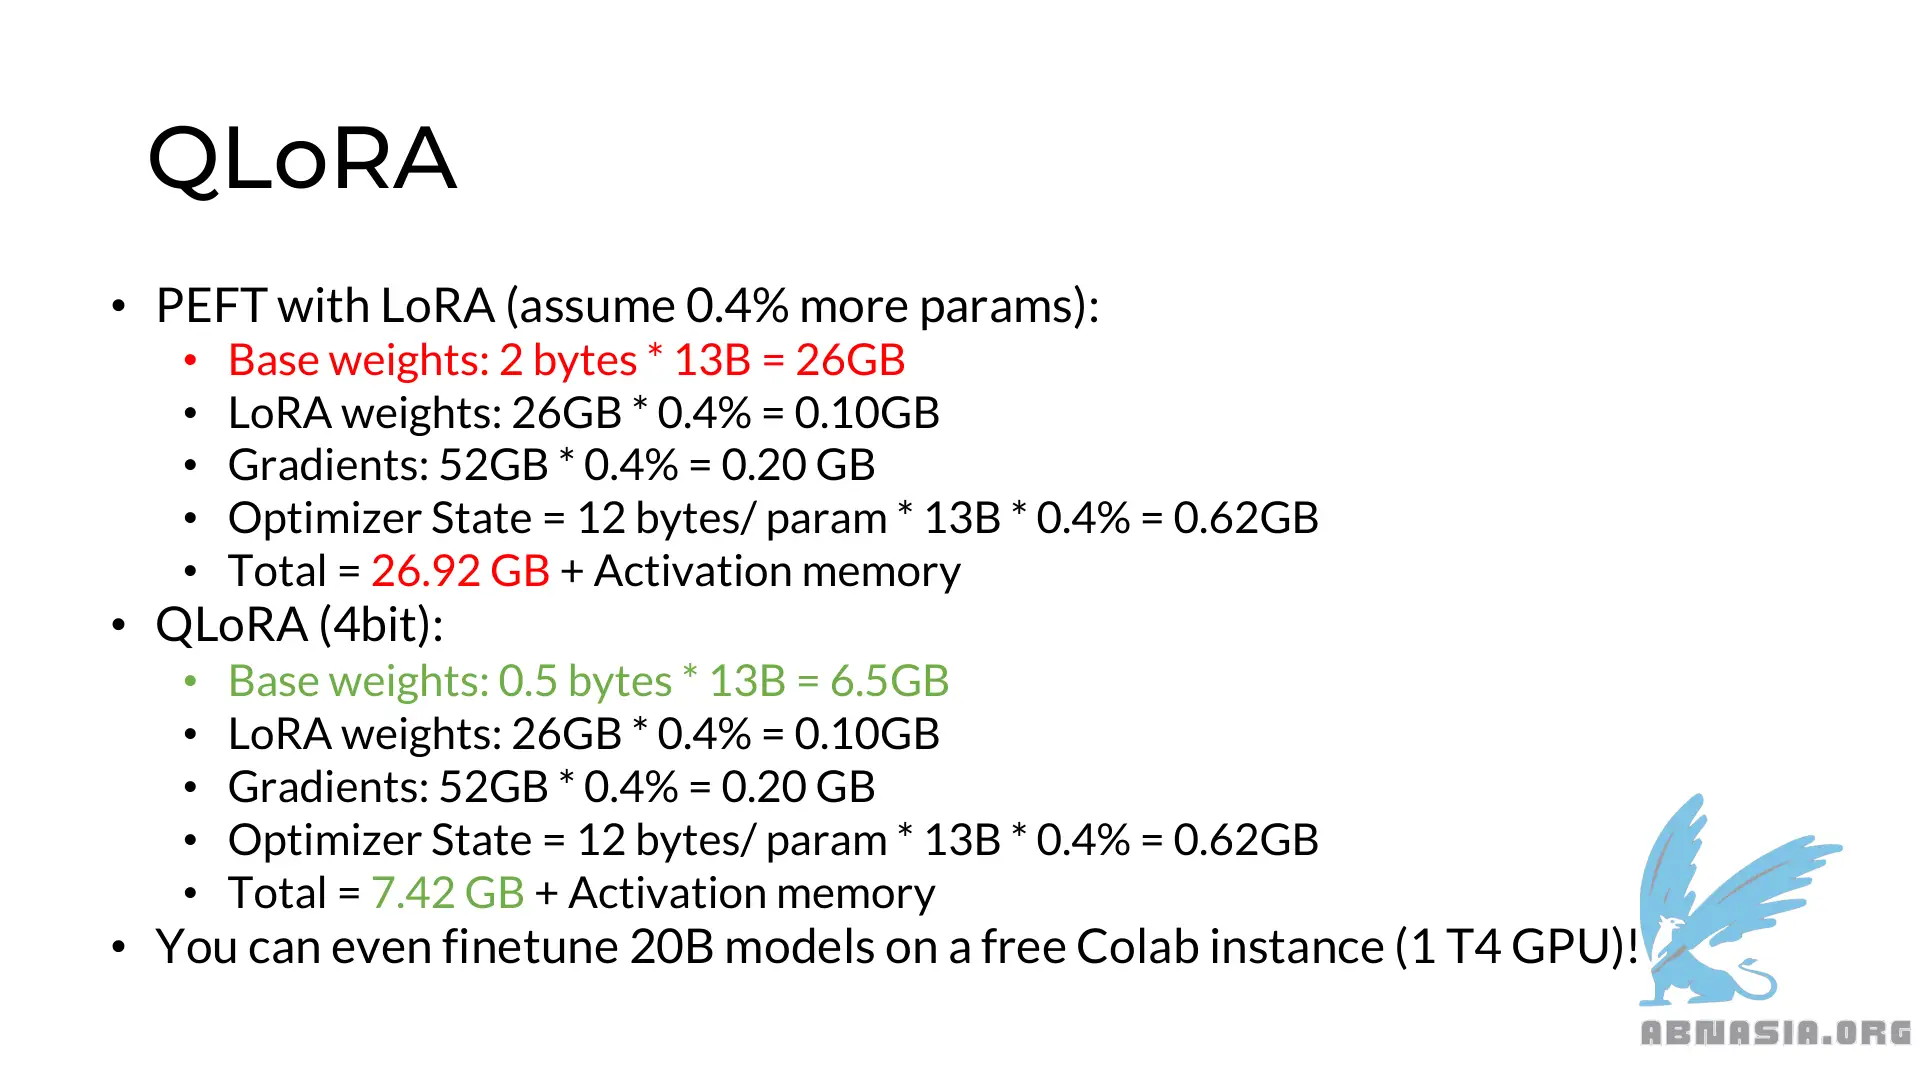 QLoRA
• PEFT with LoRA (assume 0.4% more params):
• Base weights: 2 bytes * 13B = 26GB
• LoRA weights: 26GB * 0.4% = 0.10GB
• Gradients: 52GB * 0.4% = 0.20 GB
• Optimizer State = 12 bytes/ param * 13B * 0.4% = 0.62GB
• Total = 26.92 GB + Activation memory
• QLoRA (4bit):
• Base weights: 0.5 bytes * 13B = 6.5GB
• LoRA weights: 26GB * 0.4% = 0.10GB
• Gradients: 52GB * 0.4% = 0.20 GB
• Optimizer State = 12 bytes/ param * 13B * 0.4% = 0.62GB
• Total = 7.42 GB + Activation memory
• You can even finetune 20B models on a free Colab instance (1 T4 GPU)!
ABNASIA.ORG